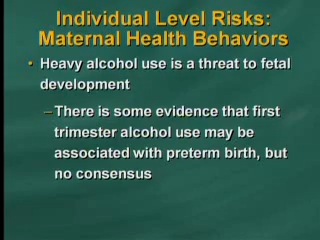 Individual Level Risks:
Maternal Health Behaviors
• Heavy alcohol use is a threat to fetal
development
– There is some evidence that first
trimester alcohol use may be
associated with preterm birth, but
no consensus